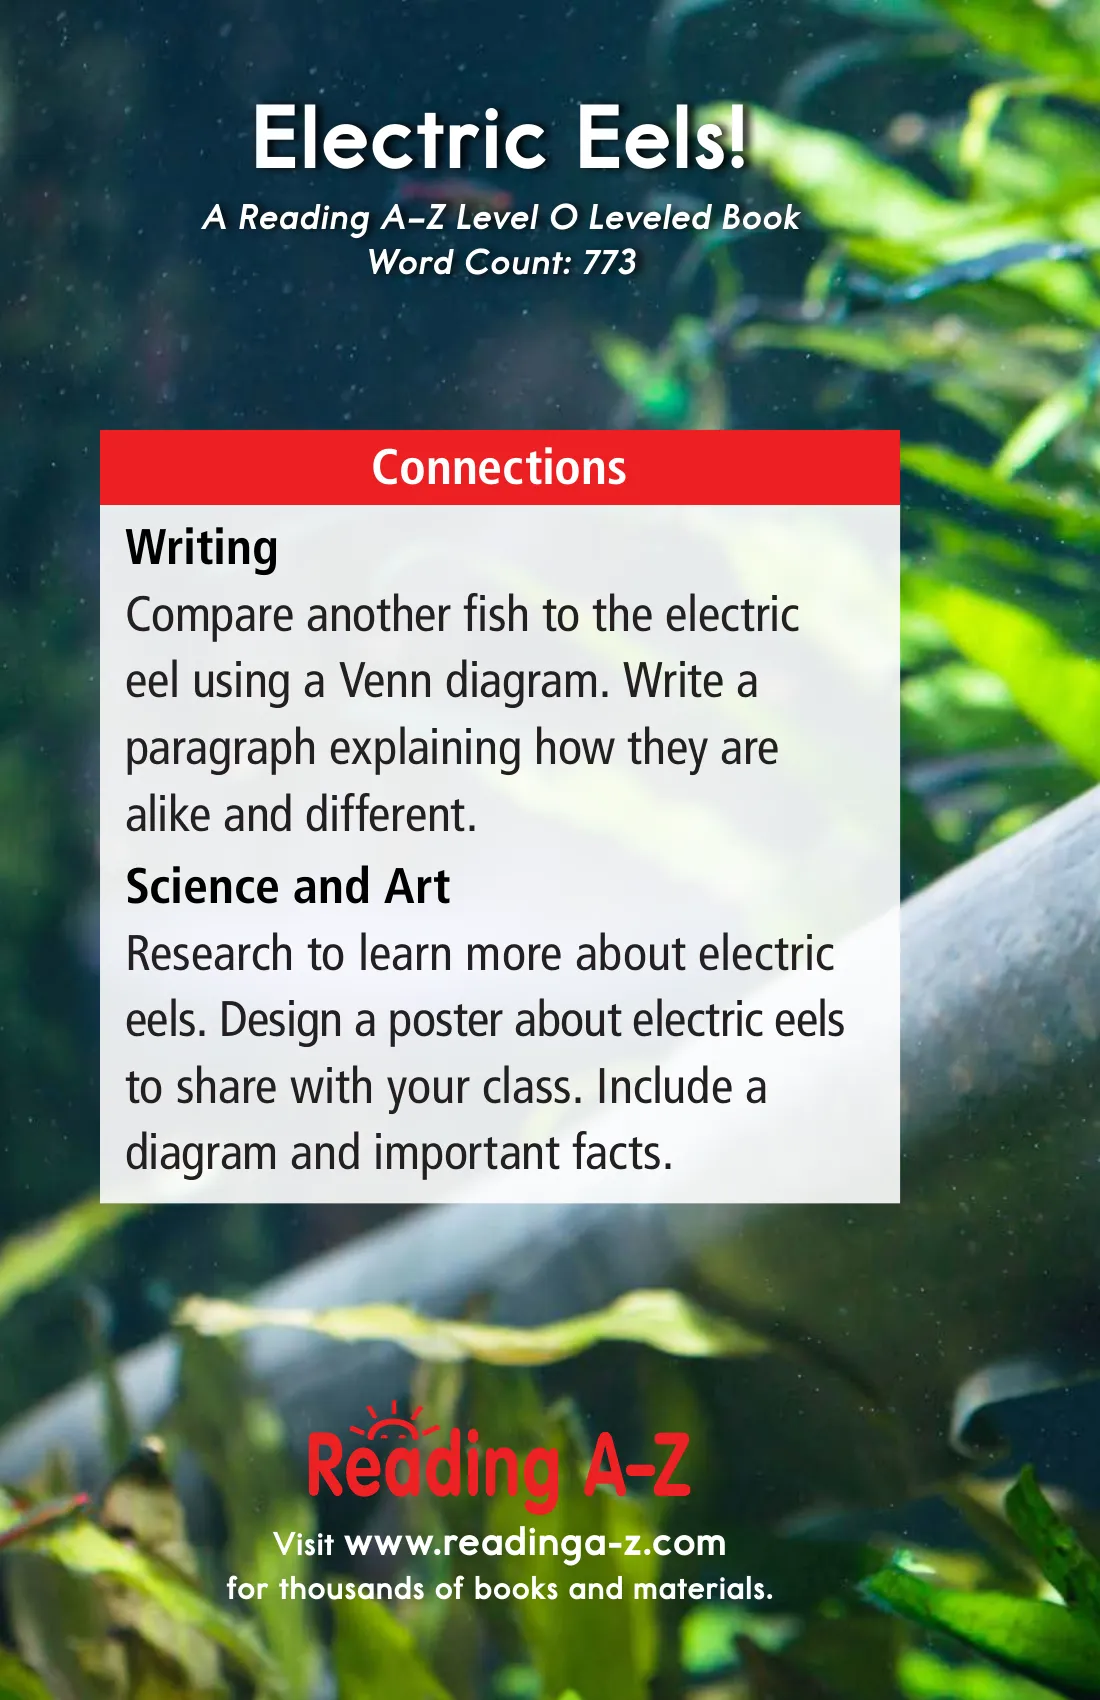 Electric Eels!
A Reading A–Z Level O Leveled Book
Word Count: 773
Connections
Writing
Compare another fish to the electric
eel using a Venn diagram. Write a
paragraph explaining how they are
alike and different.
Science and Art
Research to learn more about electric
eels. Design a poster about electric eels
to share with your class. Include a
diagram and important facts.
Reading A–Z
Visit www.readinga-z.com
for thousands of books and materials.